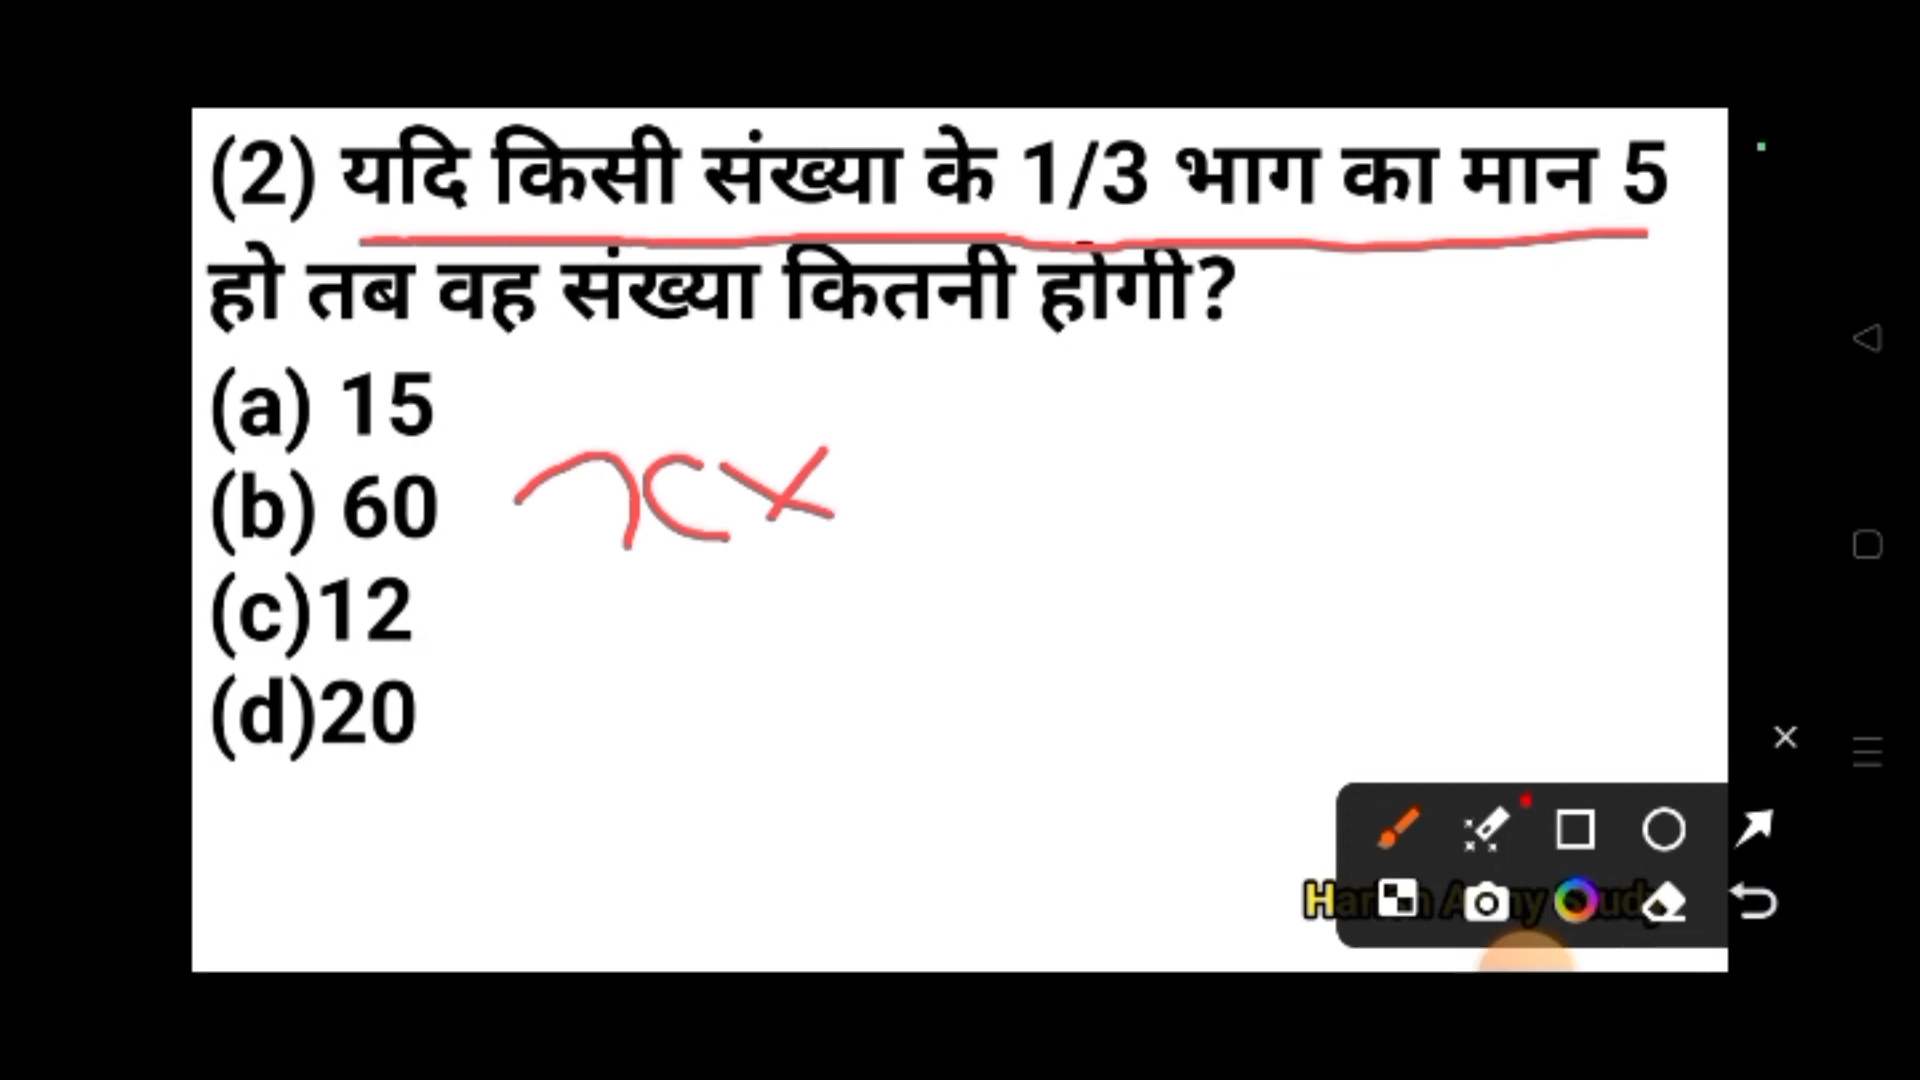 (2) यदि किसी संख्या के 1/3 भाग का मान 5
हो तब वह संख्या कितनी होगी?
(a) 15
(b) 60
x ×
(c)12
(d)20